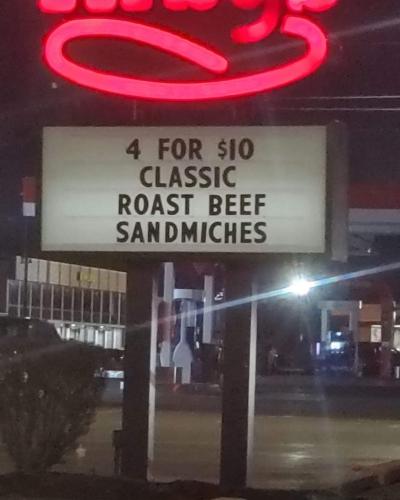 4 FOR $10
CLASSIC
ROAST BEEF
SANDMICHES